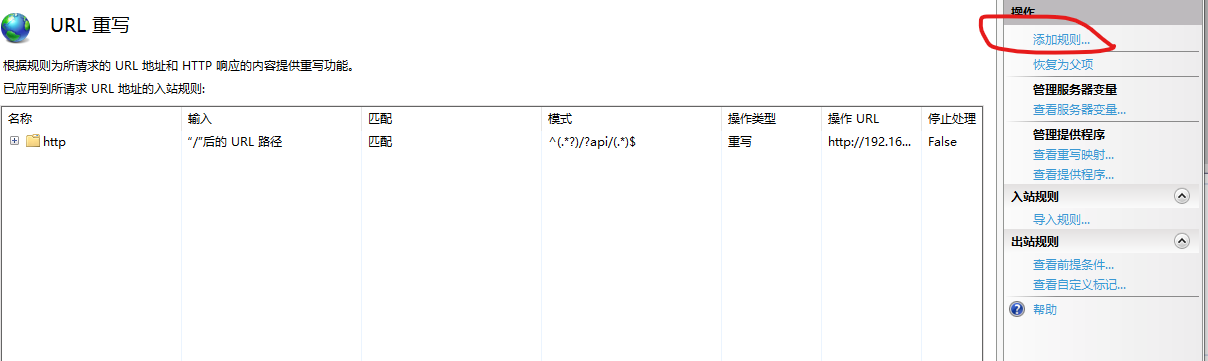 URL 重写
根据规则为所请求的 URL 地址和 HTTP 响应的内容提供重写功能。
已应用到所请求 URL 地址的入站规则:
名称 输入 匹配 模式 操作类型 操作 URL 停止处理
http “/”后的 URL 路径 匹配 ^(.*?)/?api/(.*)$ 重写 http://192.16... False
操作
添加规则...
恢复为父项
管理服务器变量
查看服务器变量...
管理提供程序
查看重写映射...
查看提供程序...
入站规则
导入规则...
出站规则
查看前提条件...
查看自定义标记...
帮助